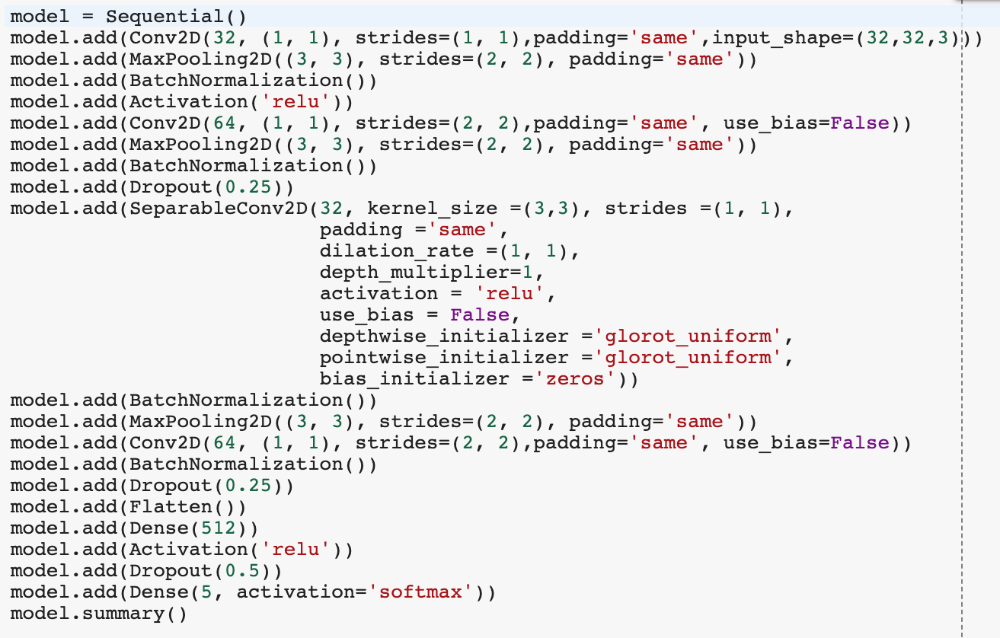 model = Sequential()
model.add(Conv2D(32, (1, 1), strides=(1, 1),padding='same',input_shape=(32,32,3)))
model.add(MaxPooling2D((3, 3), strides=(2, 2), padding='same'))
model.add(BatchNormalization())
model.add(Activation('relu'))
model.add(Conv2D(64, (1, 1), strides=(2, 2),padding='same', use_bias=False))
model.add(MaxPooling2D((3, 3), strides=(2, 2), padding='same'))
model.add(BatchNormalization())
model.add(Dropout(0.25))
model.add(SeparableConv2D(32, kernel_size =(3,3), strides =(1, 1),
                          padding ='same',
                          dilation_rate =(1, 1),
                          depth_multiplier=1,
                          activation = 'relu',
                          use_bias = False,
                          depthwise_initializer ='glorot_uniform',
                          pointwise_initializer ='glorot_uniform',
                          bias_initializer ='zeros'))
model.add(BatchNormalization())
model.add(MaxPooling2D((3, 3), strides=(2, 2), padding='same'))
model.add(Conv2D(64, (1, 1), strides=(2, 2),padding='same', use_bias=False))
model.add(BatchNormalization())
model.add(Dropout(0.25))
model.add(Flatten())
model.add(Dense(512))
model.add(Activation('relu'))
model.add(Dropout(0.5))
model.add(Dense(5, activation='softmax'))
model.summary()